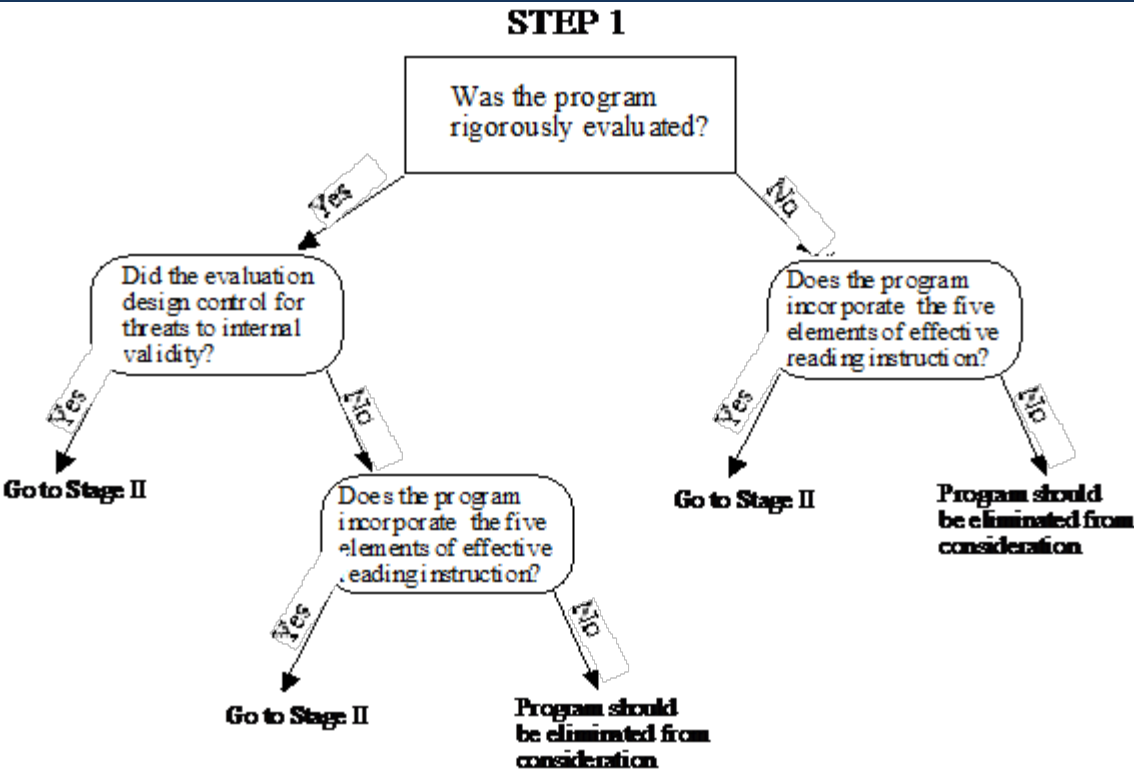 STEP 1
Was the program
rigorously evaluated?
Yes
No
Did the evaluation
design control for
threats to internal
validity?
Does the program
incorporate the five
elements of effective
reading instruction?
Yes
No
Yes
No
Go to Stage II
Go to Stage II
Program should
be eliminated from
consideration
Does the program
incorporate the five
elements of effective
reading instruction?
Yes
No
Go to Stage II
Program should
be eliminated from
consideration